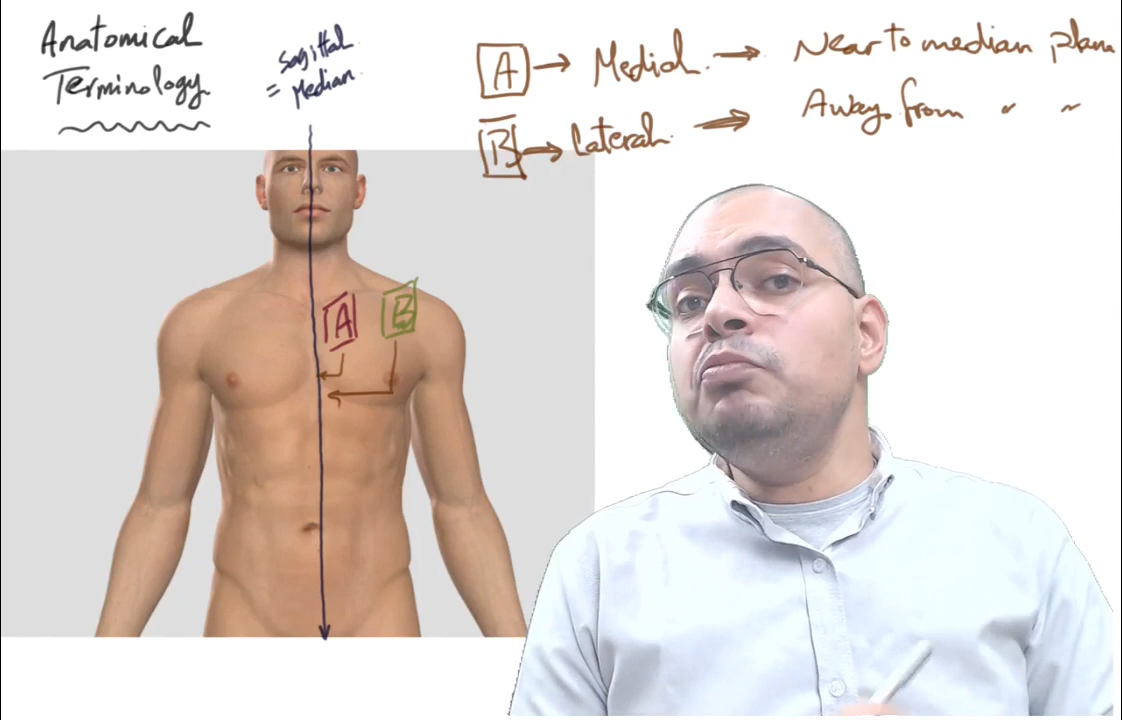 Anatomical
Terminology
Sagittal
= Median
A → Medial → Near to median plane
B → Lateral → Away from " "
A
B